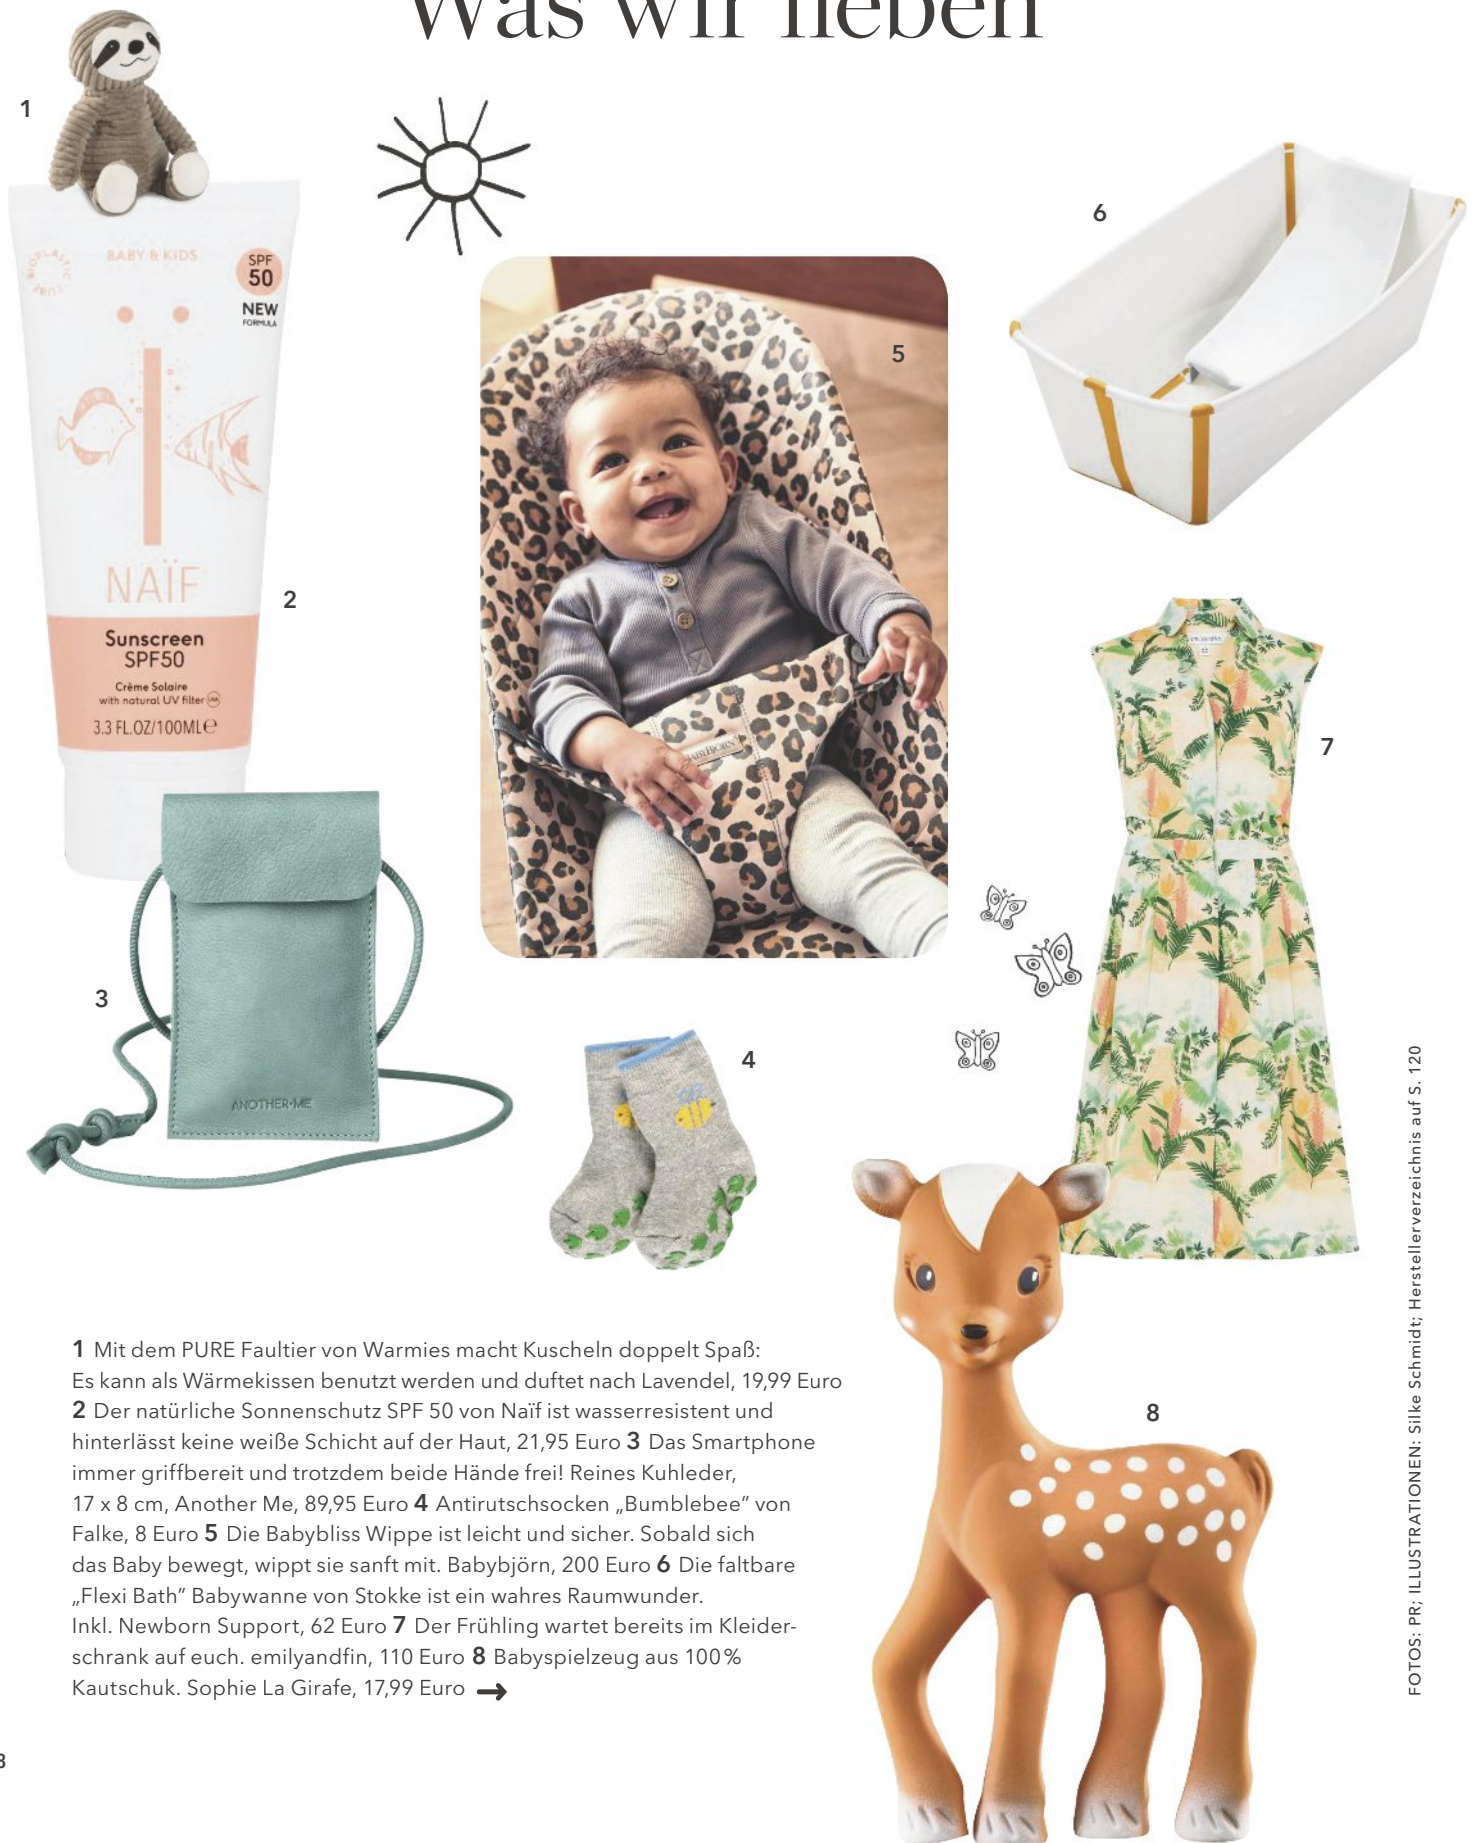 Was wir lieben
1
BIOPLASTIC
BABY & KIDS
SPF
50
NEW
FORMULA
NAÏF
Sunscreen
SPF50
Crème Solaire
with natural UV filter
3.3 FL.OZ/100ML℮
2
6
5
BABYBJÖRN
7
3
ANOTHER·ME
4
8
1 Mit dem PURE Faultier von Warmies macht Kuscheln doppelt Spaß:
Es kann als Wärmekissen benutzt werden und duftet nach Lavendel, 19,99 Euro
2 Der natürliche Sonnenschutz SPF 50 von Naïf ist wasserresistent und
hinterlässt keine weiße Schicht auf der Haut, 21,95 Euro 3 Das Smartphone
immer griffbereit und trotzdem beide Hände frei! Reines Kuhleder,
17 x 8 cm, Another Me, 89,95 Euro 4 Antirutschsocken „Bumblebee” von
Falke, 8 Euro 5 Die Babybliss Wippe ist leicht und sicher. Sobald sich
das Baby bewegt, wippt sie sanft mit. Babybjörn, 200 Euro 6 Die faltbare
„Flexi Bath” Babywanne von Stokke ist ein wahres Raumwunder.
Inkl. Newborn Support, 62 Euro 7 Der Frühling wartet bereits im Kleider-
schrank auf euch. emilyandfin, 110 Euro 8 Babyspielzeug aus 100 %
Kautschuk. Sophie La Girafe, 17,99 Euro →
FOTOS: PR; ILLUSTRATIONEN: Silke Schmidt; Herstellerverzeichnis auf S. 120
8